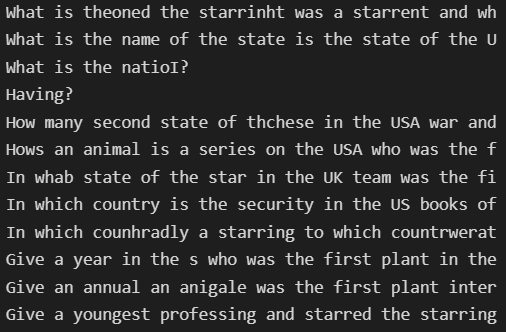 What is theoned the starrinht was a starrent and wh
What is the name of the state is the state of the U
What is the natioI?
Having?
How many second state of thchese in the USA war and
Hows an animal is a series on the USA who was the f
In whab state of the star in the UK team was the fi
In which country is the security in the US books of
In which counhradly a starring to which countrwerat
Give a year in the s who was the first plant in the
Give an annual an anigale was the first plant inter
Give a youngest professing and starred the starring